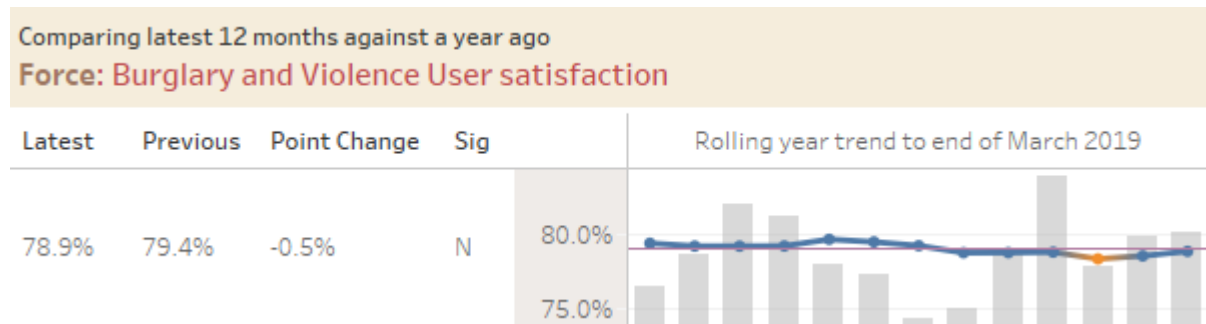 Comparing latest 12 months against a year ago
Force: Burglary and Violence User satisfaction
Latest Previous Point Change Sig Rolling year trend to end of March 2019
80.0%
78.9% 79.4% -0.5% N
75.0%